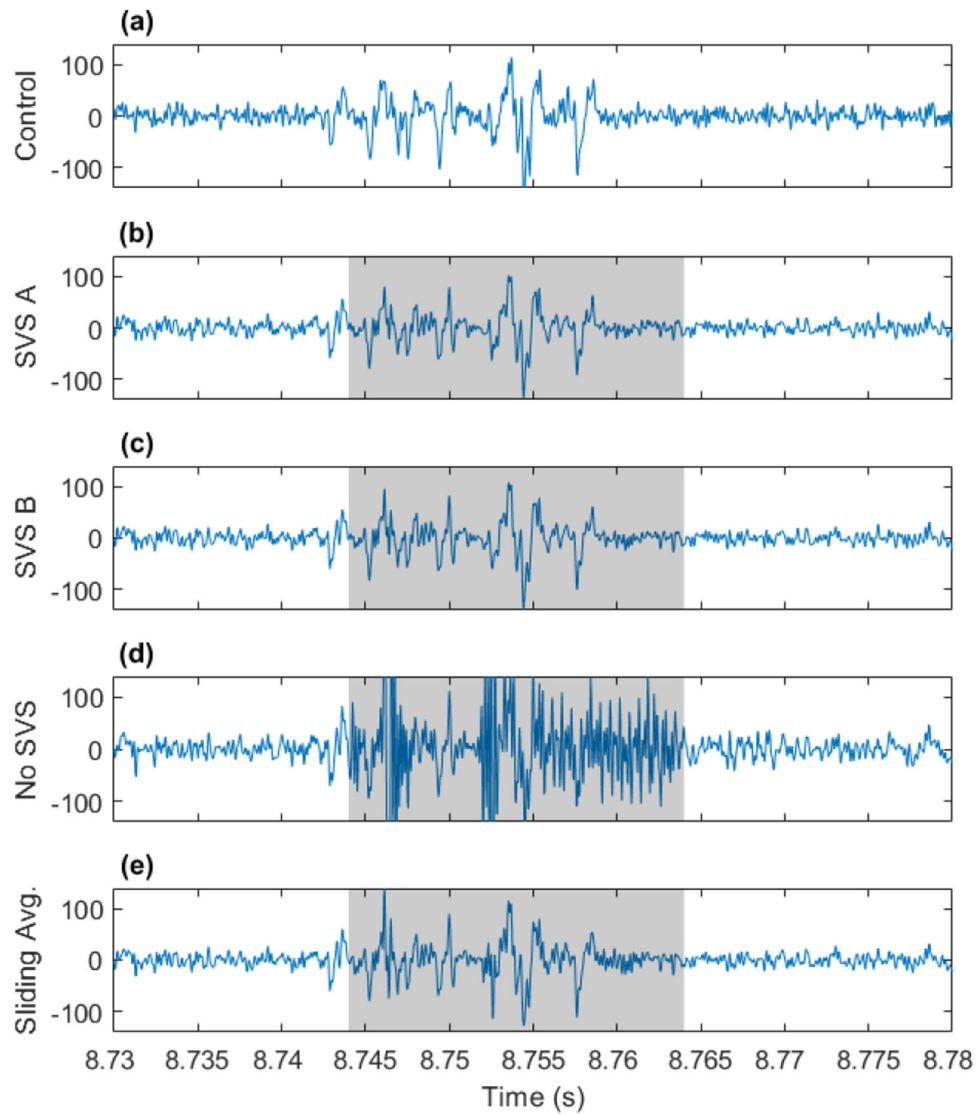 (a)
Control
100
0
-100
(b)
SVS A
100
0
-100
(c)
SVS B
100
0
-100
(d)
No SVS
100
0
-100
(e)
Sliding Avg.
100
0
-100
8.73 8.735 8.74 8.745 8.75 8.755 8.76 8.765 8.77 8.775 8.78
Time (s)